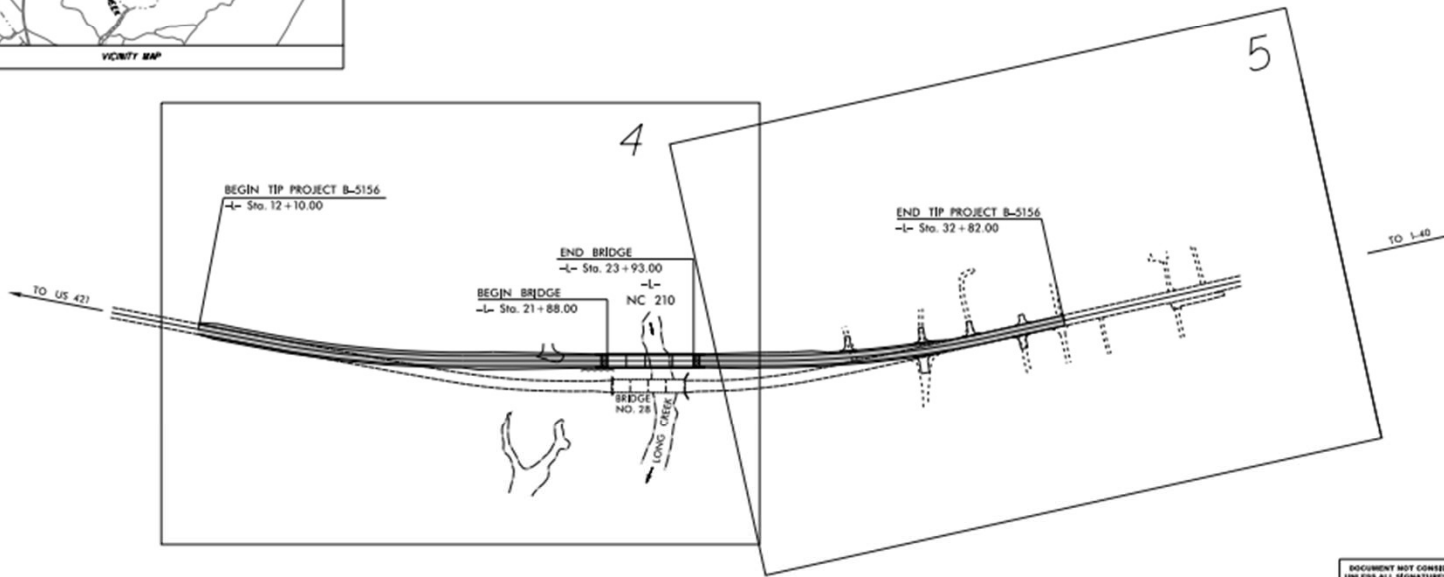 VICINITY MAP
4
5
BEGIN TIP PROJECT B-5156
-L- Sta. 12+10.00
END TIP PROJECT B-5156
-L- Sta. 32+82.00
END BRIDGE
-L- Sta. 23+93.00
-L-
NC 210
BEGIN BRIDGE
-L- Sta. 21+88.00
TO US 421
TO I-40
BRIDGE
NO. 28
LONG CREEK
DOCUMENT NOT CONSI